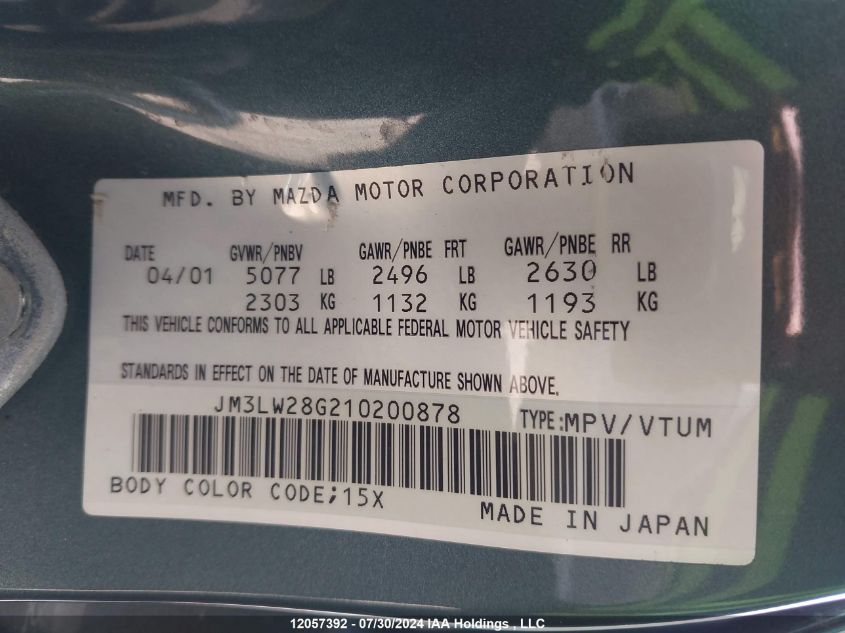 MFD. BY MAZDA MOTOR CORPORATION
DATE GVWR/PNBV GAWR/PNBE FRT GAWR/PNBE RR
04/01 5077 LB 2496 LB 2630 LB
2303 KG 1132 KG 1193 KG
THIS VEHICLE CONFORMS TO ALL APPLICABLE FEDERAL MOTOR VEHICLE SAFETY
STANDARDS IN EFFECT ON THE DATE OF MANUFACTURE SHOWN ABOVE.
JM3LW28G210200878 TYPE:MPV/VTUM
BODY COLOR CODE;15X
MADE IN JAPAN
12057392 - 07/30/2024 IAA Holdings , LLC